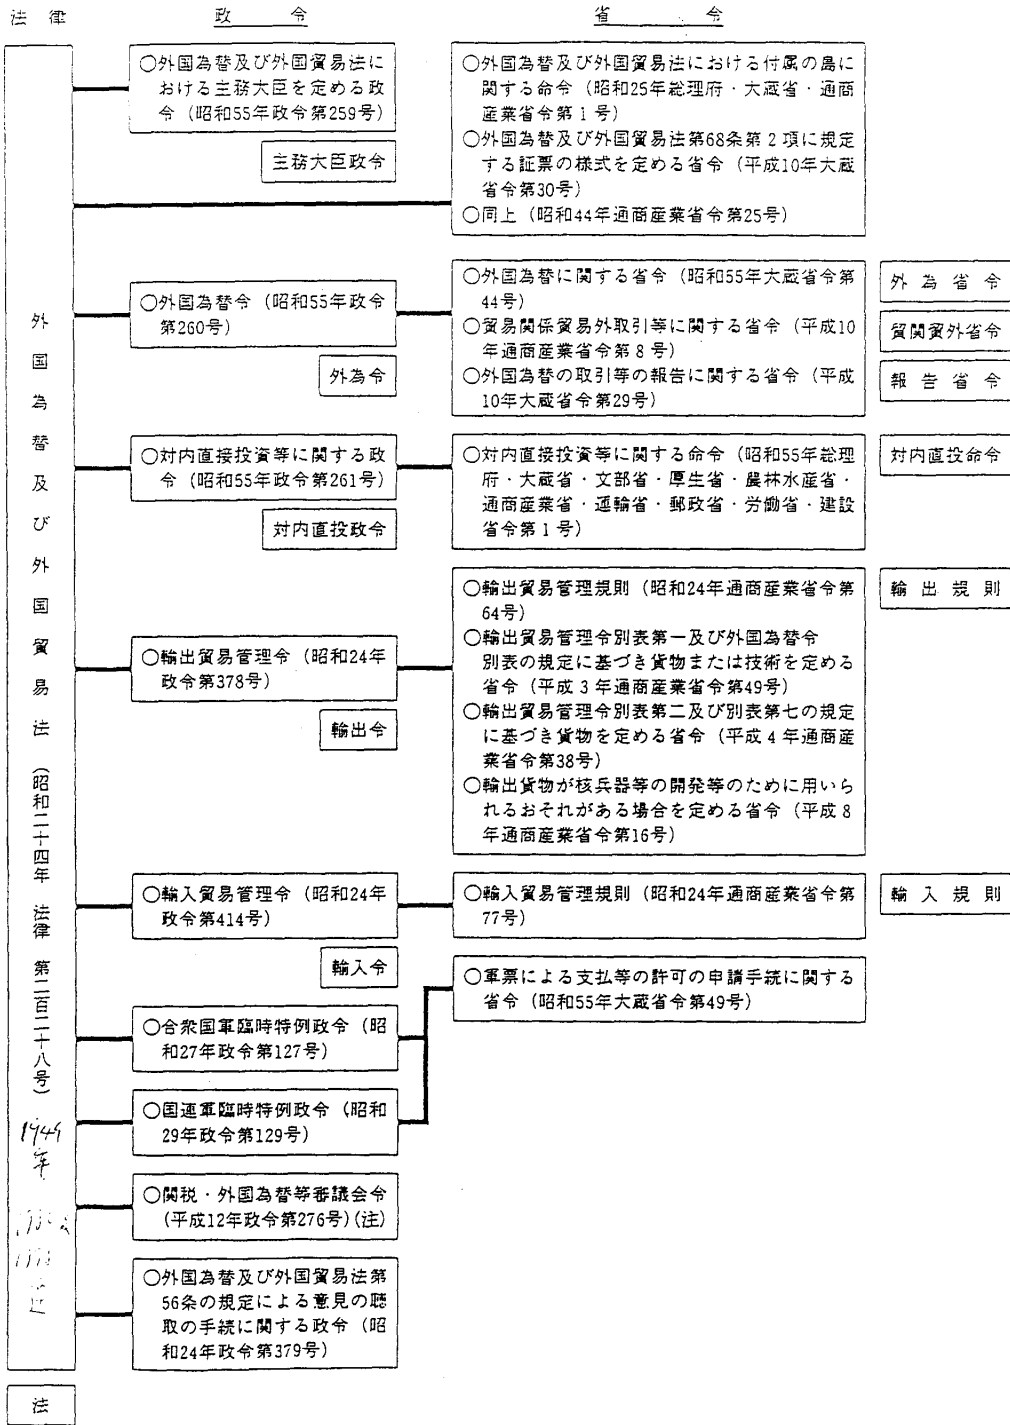 法律
政令
省令
外国為替及び外国貿易法（昭和二十四年 法律 第二百二十八号）
1949
年
法
○外国為替及び外国貿易法に
おける主務大臣を定める政
令（昭和55年政令第259号）
主務大臣政令
○外国為替及び外国貿易法における付属の島に
関する命令（昭和25年総理府・大蔵省・通商
産業省令第1号）
○外国為替及び外国貿易法第68条第2項に規定
する証票の様式を定める省令（平成10年大蔵
省令第30号）
○同上（昭和44年通商産業省令第25号）
○外国為替令（昭和55年政令
第260号）
外為令
○外国為替に関する省令（昭和55年大蔵省令第
44号）
○貿易関係貿易外取引等に関する省令（平成10
年通商産業省令第8号）
○外国為替の取引等の報告に関する省令（平成
10年大蔵省令第29号）
外為省令
貿関貿外省令
報告省令
○対内直接投資等に関する政
令（昭和55年政令第261号）
対内直投政令
○対内直接投資等に関する命令（昭和55年総理
府・大蔵省・文部省・厚生省・農林水産省・
通商産業省・運輸省・郵政省・労働省・建設
省令第1号）
対内直投命令
○輸出貿易管理令（昭和24年
政令第378号）
輸出令
○輸出貿易管理規則（昭和24年通商産業省令第
64号）
○輸出貿易管理令別表第一及び外国為替令
別表の規定に基づき貨物または技術を定める
省令（平成3年通商産業省令第49号）
○輸出貿易管理令別表第二及び別表第七の規定
に基づき貨物を定める省令（平成4年通商産
業省令第38号）
○輸出貨物が核兵器等の開発等のために用いら
れるおそれがある場合を定める省令（平成8
年通商産業省令第16号）
輸出規則
○輸入貿易管理令（昭和24年
政令第414号）
輸入令
○輸入貿易管理規則（昭和24年通商産業省令第
77号）
輸入規則
○合衆国軍臨時特例政令（昭
和27年政令第127号）
○国連軍臨時特例政令（昭和
29年政令第129号）
○軍票による支払等の許可の申請手続に関する
省令（昭和55年大蔵省令第49号）
○関税・外国為替等審議会令
（平成12年政令第276号）（注）
○外国為替及び外国貿易法第
56条の規定による意見の聴
取の手続に関する政令（昭
和24年政令第379号）